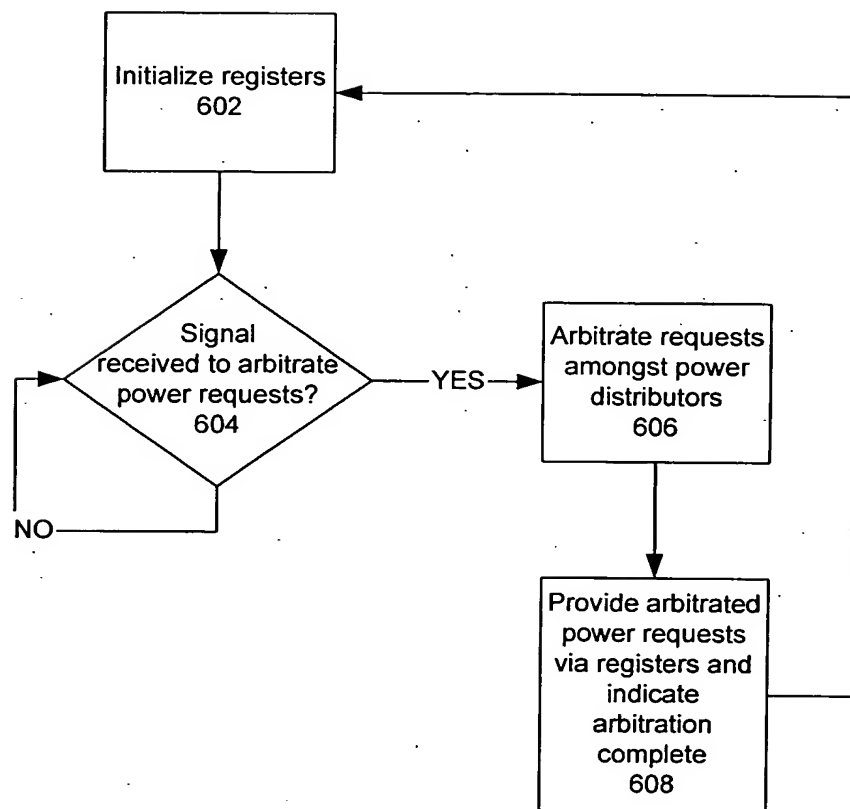 Initialize registers
602
Signal
received to arbitrate
power requests?
604
YES
NO
Arbitrate requests
amongst power
distributors
606
Provide arbitrated
power requests
via registers and
indicate
arbitration
complete
608